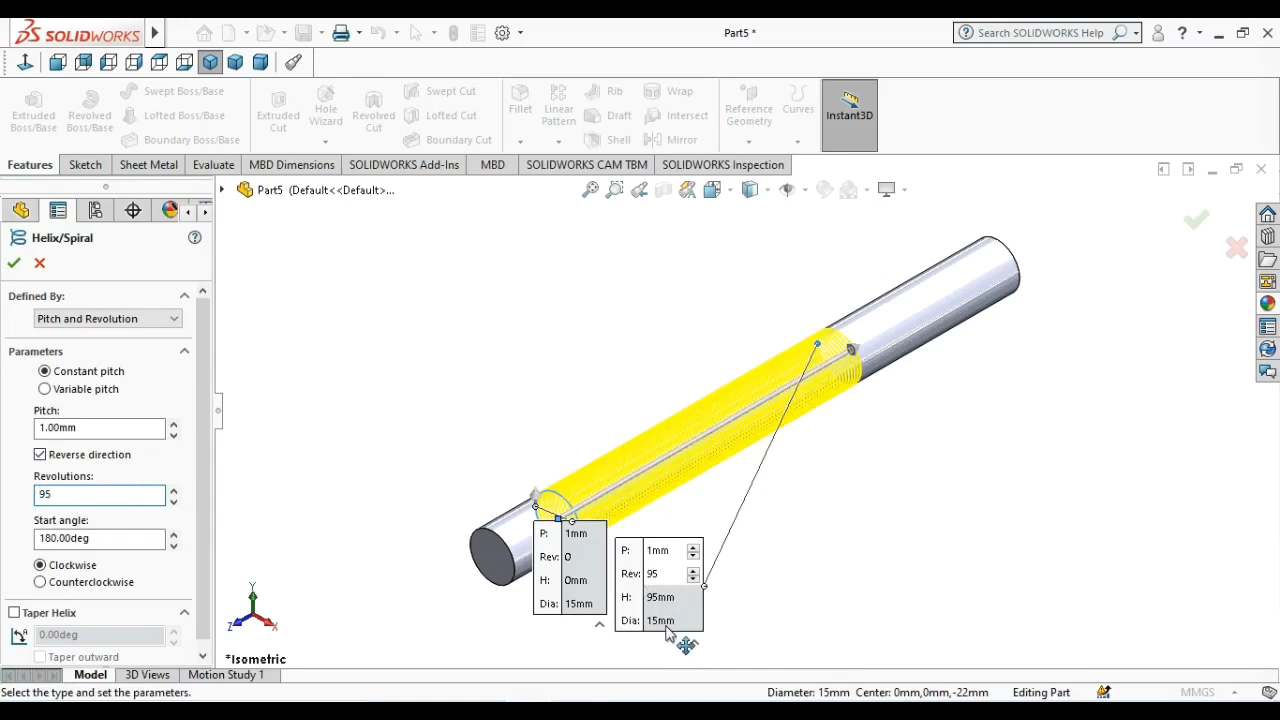 SOLIDWORKS
Part5 *
Search SOLIDWORKS Help
?
Extruded Boss/Base
Revolved Boss/Base
Swept Boss/Base
Lofted Boss/Base
Boundary Boss/Base
Extruded Cut
Hole Wizard
Revolved Cut
Swept Cut
Lofted Cut
Boundary Cut
Fillet
Linear Pattern
Rib
Draft
Shell
Wrap
Intersect
Mirror
Reference Geometry
Curves
Instant3D
Features
Sketch
Sheet Metal
Evaluate
MBD Dimensions
SOLIDWORKS Add-Ins
MBD
SOLIDWORKS CAM TBM
SOLIDWORKS Inspection
Part5 (Default<<Default>...
Helix/Spiral
?
Defined By:
Pitch and Revolution
Parameters
Constant pitch
Variable pitch
Pitch:
1.00mm
Reverse direction
Revolutions:
95
Start angle:
180.00deg
Clockwise
Counterclockwise
Taper Helix
0.00deg
Taper outward
P: 1mm
Rev: 0
H: 0mm
Dia: 15mm
P: 1mm
Rev: 95
H: 95mm
Dia: 15mm
Y
Z
X
*Isometric
Model
3D Views
Motion Study 1
Select the type and set the parameters.
Diameter: 15mm Center: 0mm,0mm,-22mm
Editing Part
MMGS